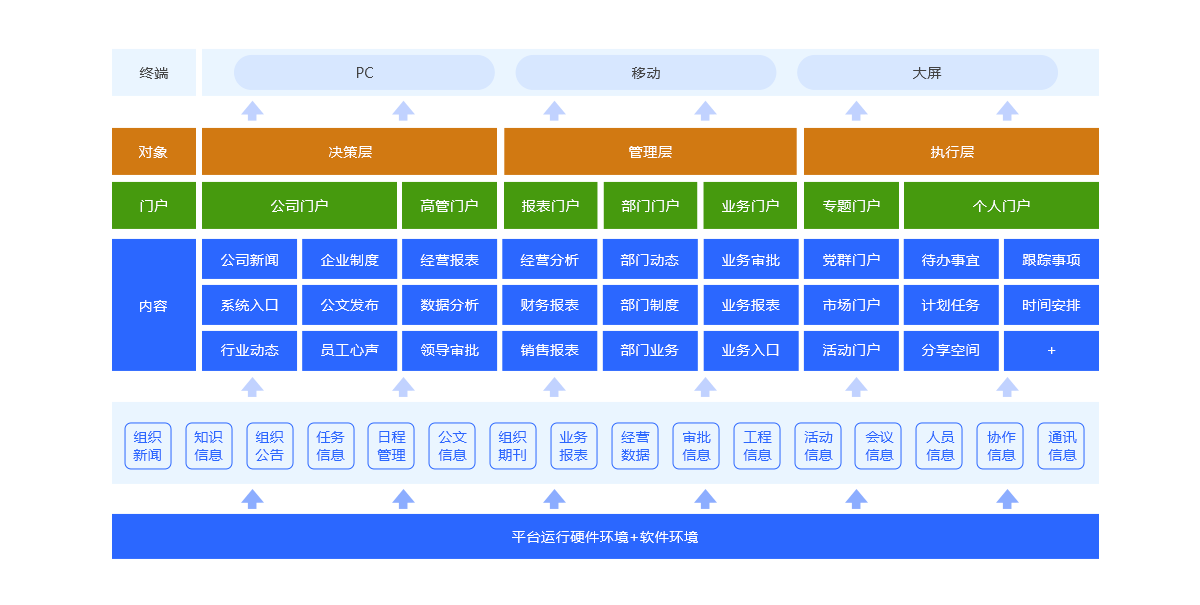 终端
PC
移动
大屏
对象
决策层
管理层
执行层
门户
公司门户
高管门户
报表门户
部门门户
业务门户
专题门户
个人门户
内容
公司新闻
企业制度
经营报表
经营分析
部门动态
业务审批
党群门户
待办事宜
跟踪事项
系统入口
公文发布
数据分析
财务报表
部门制度
业务报表
市场门户
计划任务
时间安排
行业动态
员工心声
领导审批
销售报表
部门业务
业务入口
活动门户
分享空间
+
组织
新闻
知识
信息
组织
公告
任务
信息
日程
管理
公文
信息
组织
期刊
业务
报表
经营
数据
审批
信息
工程
信息
活动
信息
会议
信息
人员
信息
协作
信息
通讯
信息
平台运行硬件环境+软件环境